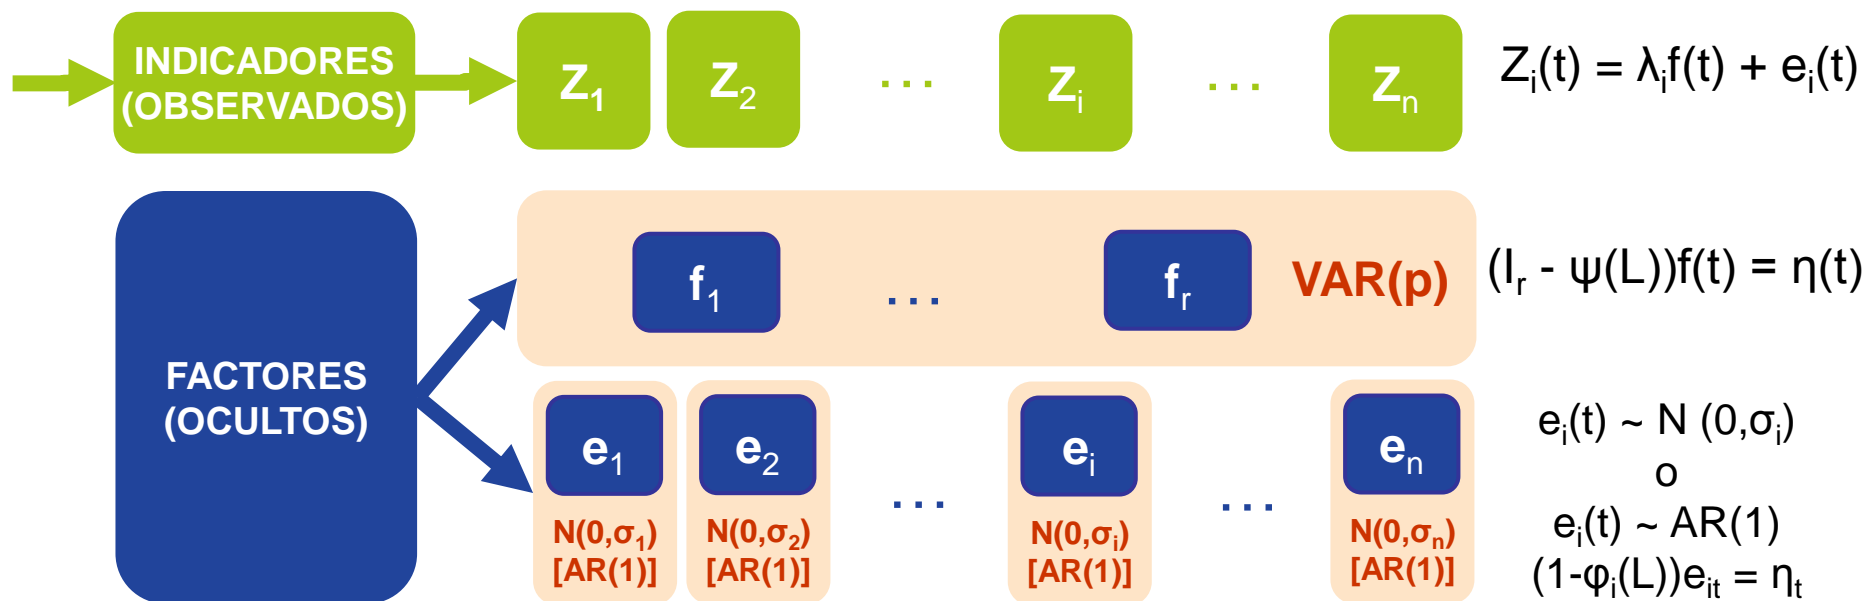 INDICADORES
(OBSERVADOS)
Z₁
Z₂
...
Zᵢ
...
Zₙ
Zᵢ(t) = λᵢf(t) + eᵢ(t)
FACTORES
(OCULTOS)
f₁
...
fᵣ
VAR(p)
(Iᵣ - ψ(L))f(t) = η(t)
e₁
N(0,σ₁)
[AR(1)]
e₂
N(0,σ₂)
[AR(1)]
...
eᵢ
N(0,σᵢ)
[AR(1)]
...
eₙ
N(0,σₙ)
[AR(1)]
eᵢ(t) ~ N (0,σᵢ)
o
eᵢ(t) ~ AR(1)
(1-φᵢ(L))eᵢₜ = ηₜ